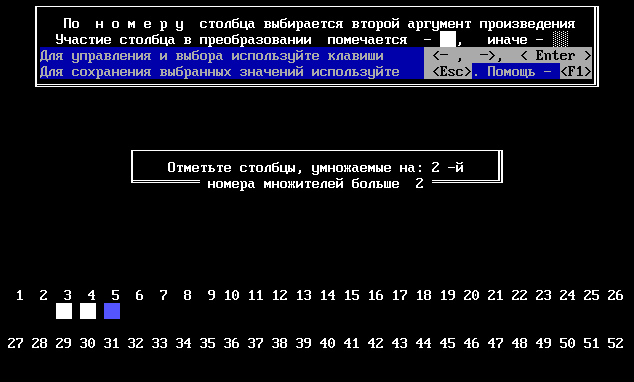 По н о м е р у столбца выбирается второй аргумент произведения
Участие столбца в преобразовании помечается - , иначе -
Для управления и выбора используйте клавиши <- , ->, < Enter >
Для сохранения выбранных значений используйте <Esc>. Помощь - <F1>
Отметьте столбцы, умножаемые на: 2 -й
номера множителей больше 2
1 2 3 4 5 6 7 8 9 10 11 12 13 14 15 16 17 18 19 20 21 22 23 24 25 26
27 28 29 30 31 32 33 34 35 36 37 38 39 40 41 42 43 44 45 46 47 48 49 50 51 52